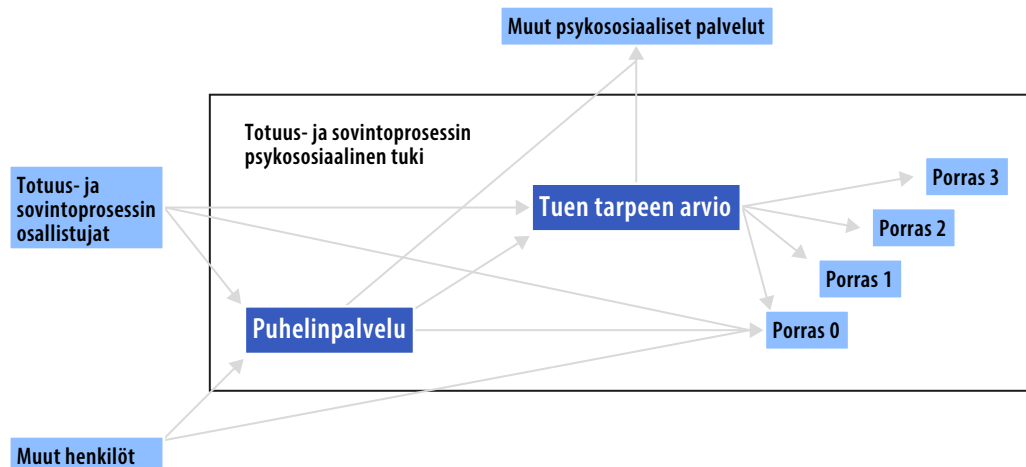 Muut psykososiaaliset palvelut
Totuus- ja sovintoprosessin
psykososiaalinen tuki
Totuus- ja
sovintoprosessin
osallistujat
Tuen tarpeen arvio
Porras 3
Porras 2
Porras 1
Porras 0
Puhelinpalvelu
Muut henkilöt